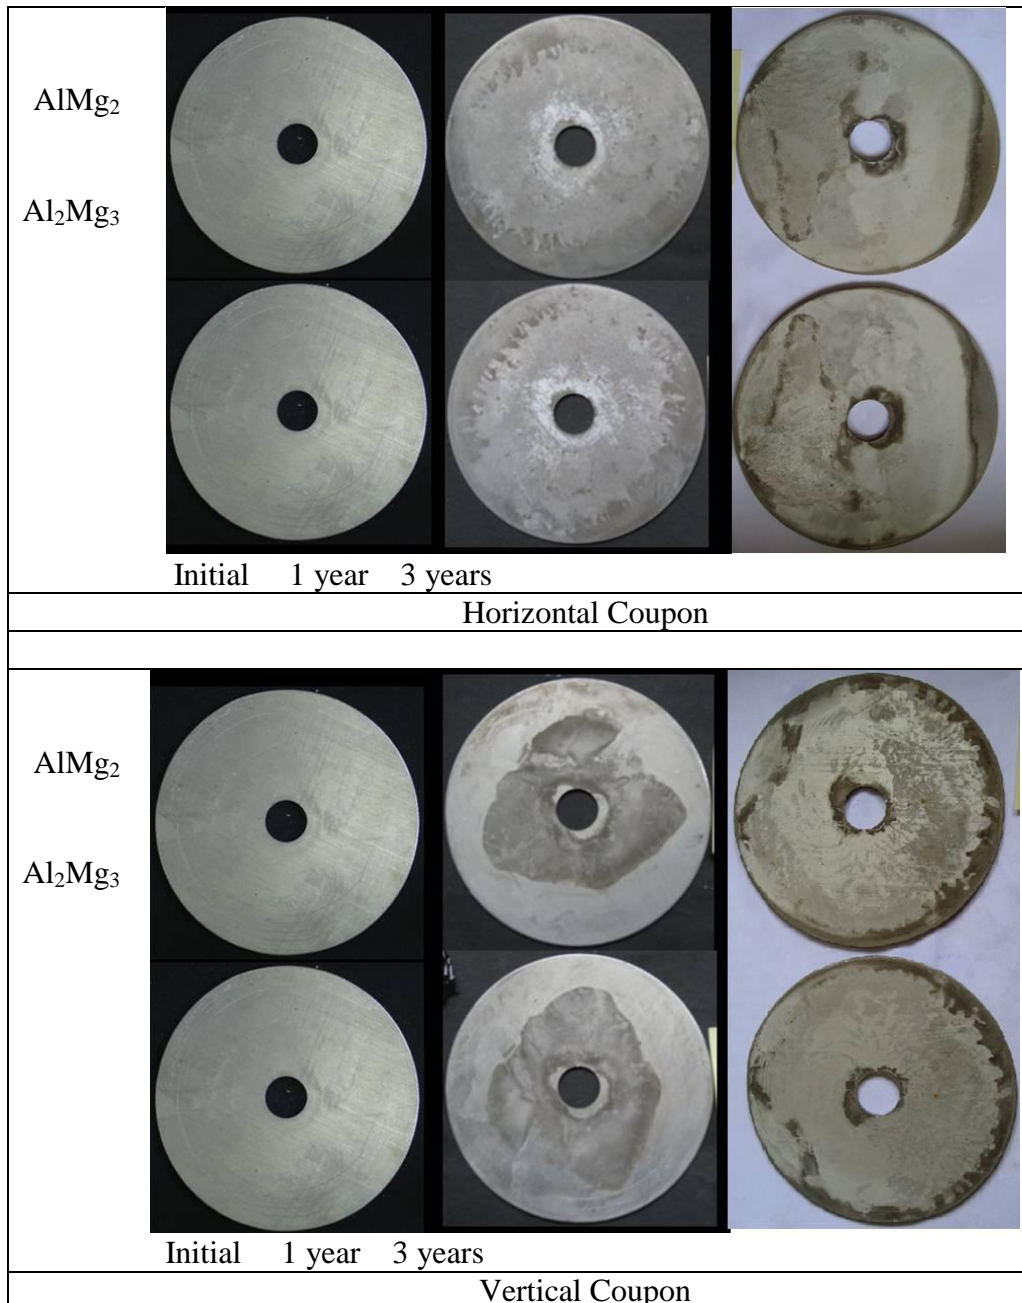 AlMg₂
Al₂Mg₃
Initial 1 year 3 years
Horizontal Coupon
AlMg₂
Al₂Mg₃
Initial 1 year 3 years
Vertical Coupon